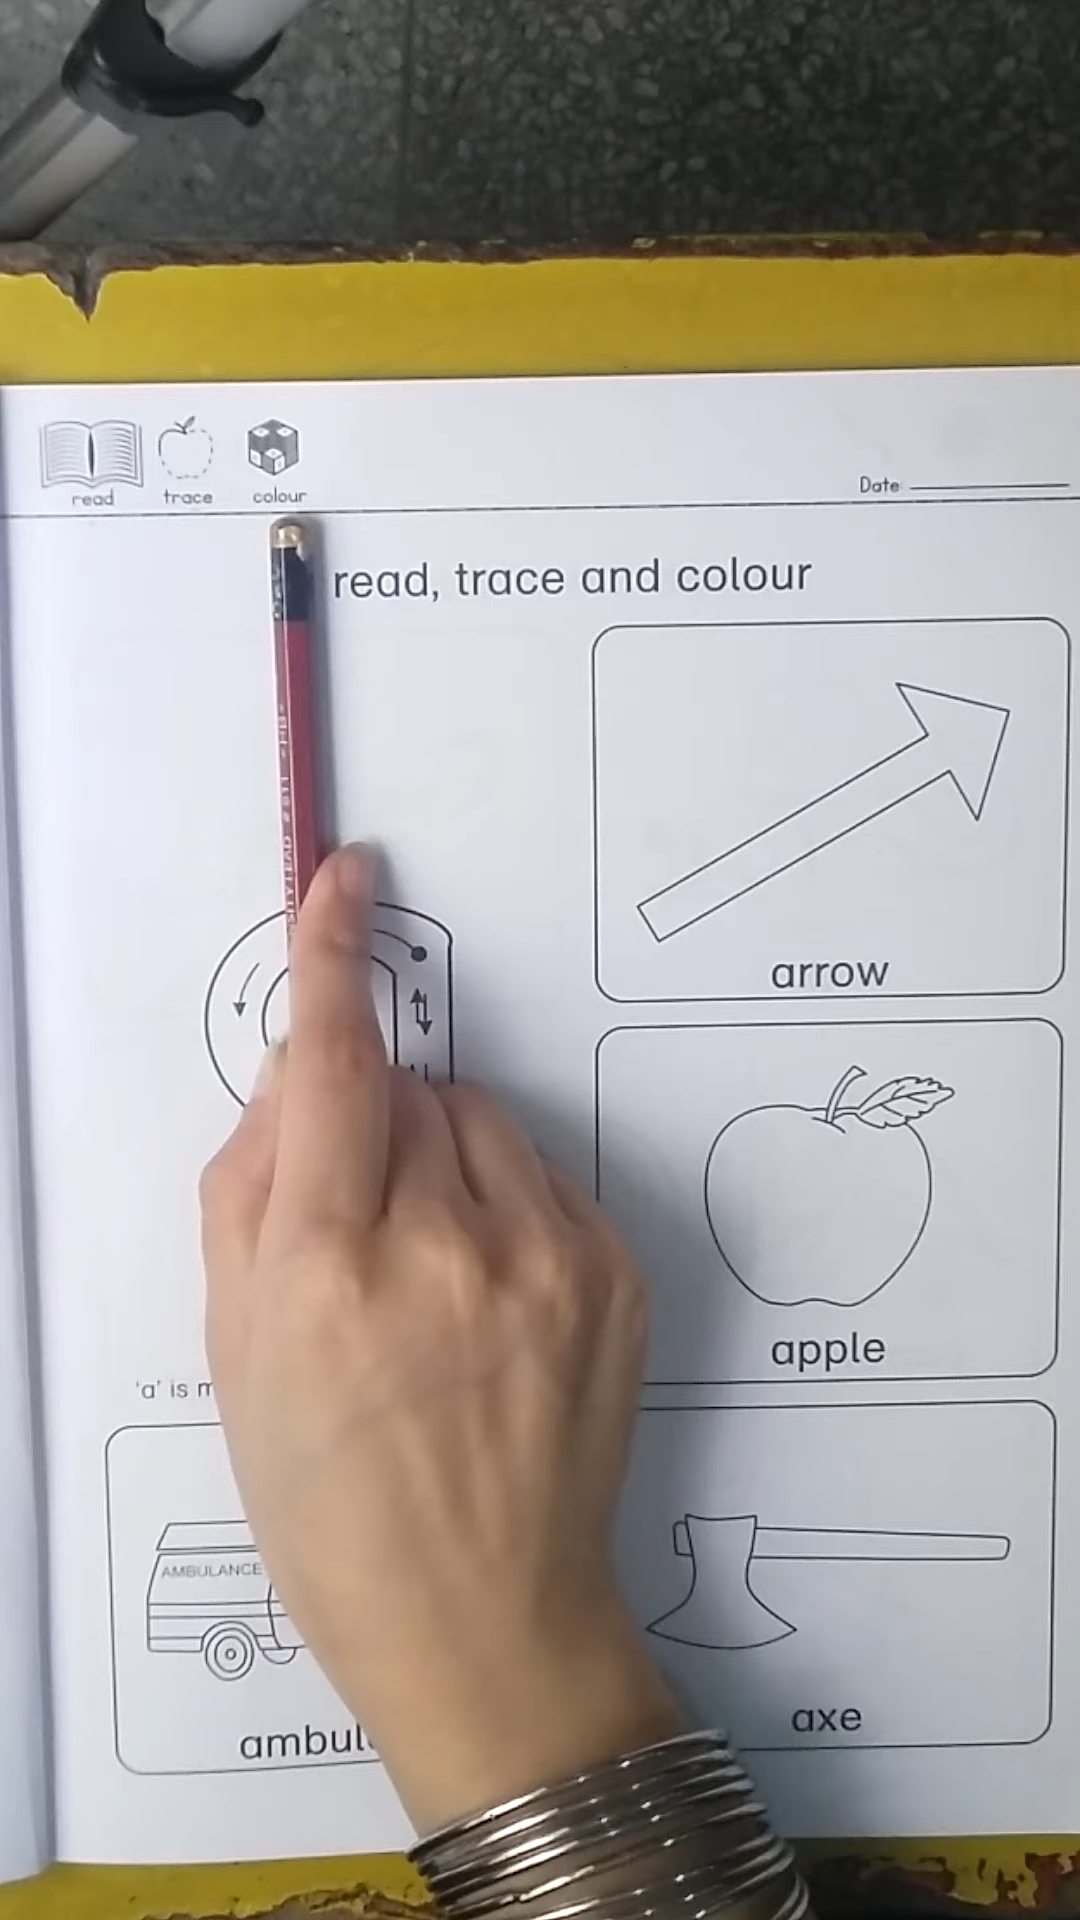 read trace colour
Date:
read, trace and colour
arrow
apple
'a' is
AMBULANCE
axe